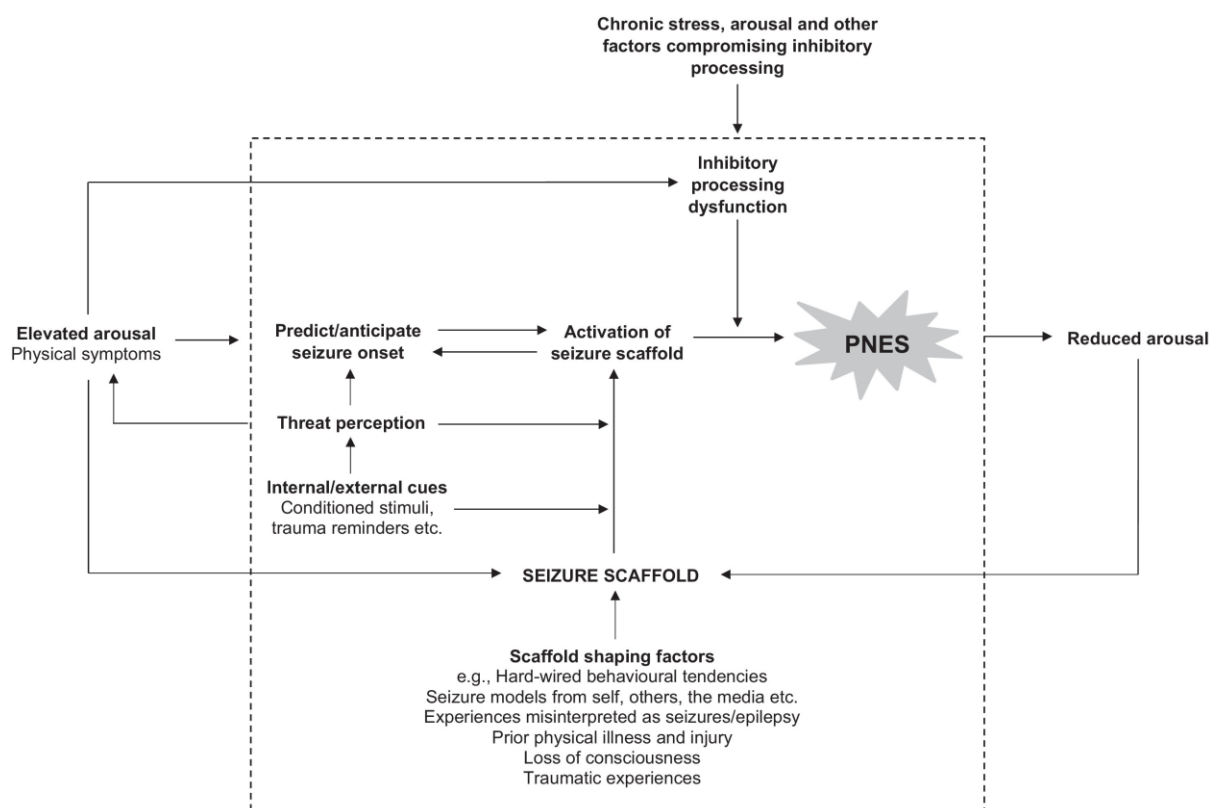 Chronic stress, arousal and other
factors compromising inhibitory
processing
Inhibitory
processing
dysfunction
Elevated arousal
Physical symptoms
Predict/anticipate
seizure onset
Activation of
seizure scaffold
PNES
Reduced arousal
Threat perception
Internal/external cues
Conditioned stimuli,
trauma reminders etc.
SEIZURE SCAFFOLD
Scaffold shaping factors
e.g., Hard-wired behavioural tendencies
Seizure models from self, others, the media etc.
Experiences misinterpreted as seizures/epilepsy
Prior physical illness and injury
Loss of consciousness
Traumatic experiences